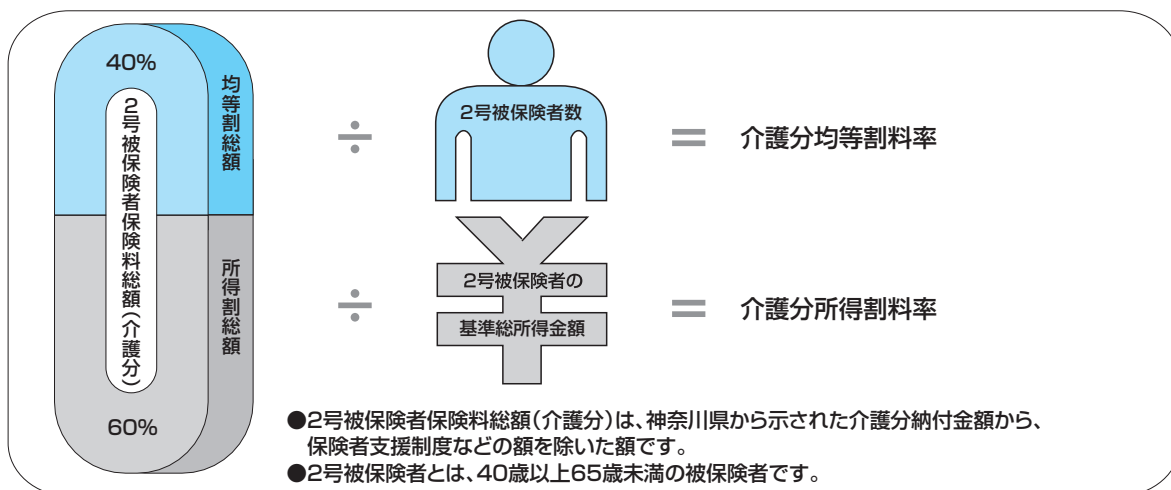 40%
2号被保険者保険料総額(介護分)
均等割総額
÷
2号被保険者数
=
介護分均等割料率
所得割総額
÷
2号被保険者の
基準総所得金額
=
介護分所得割料率
60%
●2号被保険者保険料総額(介護分)は、神奈川県から示された介護分納付金額から、
保険者支援制度などの額を除いた額です。
●2号被保険者とは、40歳以上65歳未満の被保険者です。